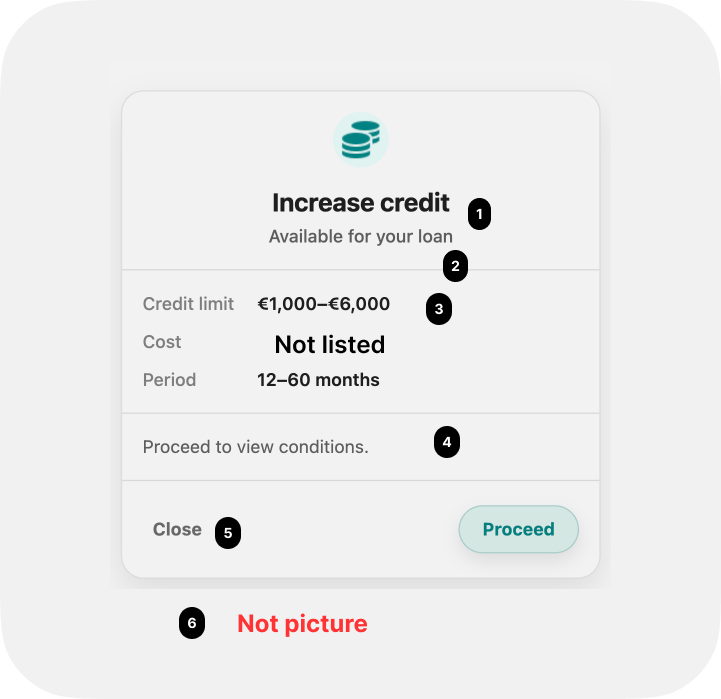 Increase credit
1
Available for your loan
2
Credit limit €1,000–€6,000
3
Cost Not listed
Period 12–60 months
Proceed to view conditions.
4
Close
5
Proceed
6
Not picture